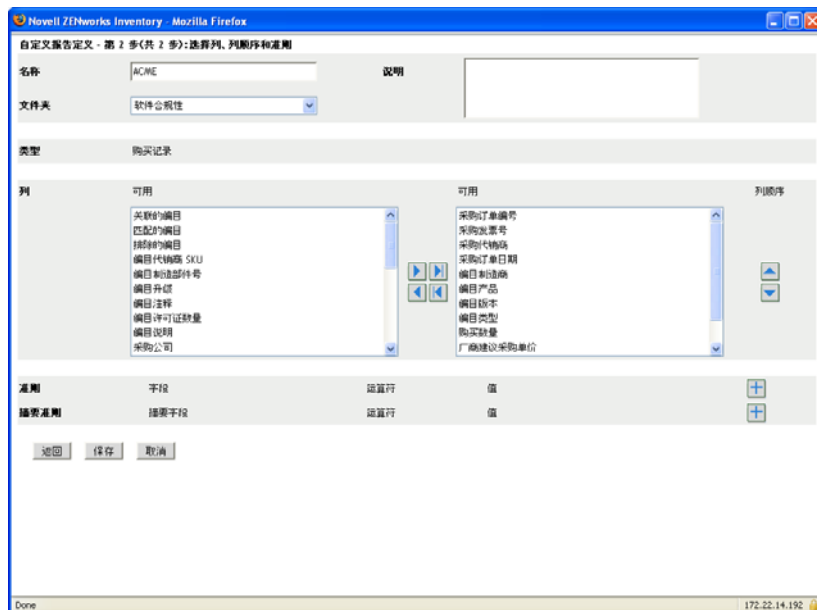 Novell ZENworks Inventory - Mozilla Firefox
自定义报告定义 - 第 2 步(共 2 步):选择列、列顺序和准则
名称 ACME 说明
文件夹 软件合规性
类型 购买记录
列 可用 可用 列顺序
关联的编目 采购订单编号
匹配的编目 采购发票号
排除的编目 采购代销商
编目代销商 SKU 采购订单日期
编目制造部件号 编目制造商
编目升级 编目产品
编目注释 编目版本
编目许可证数量 编目类型
编目说明 购买数量
采购公司 厂商建议采购单价
准则 字段 运算符 值
摘要准则 摘要字段 运算符 值
返回 保存 取消
Done 172.22.14.192